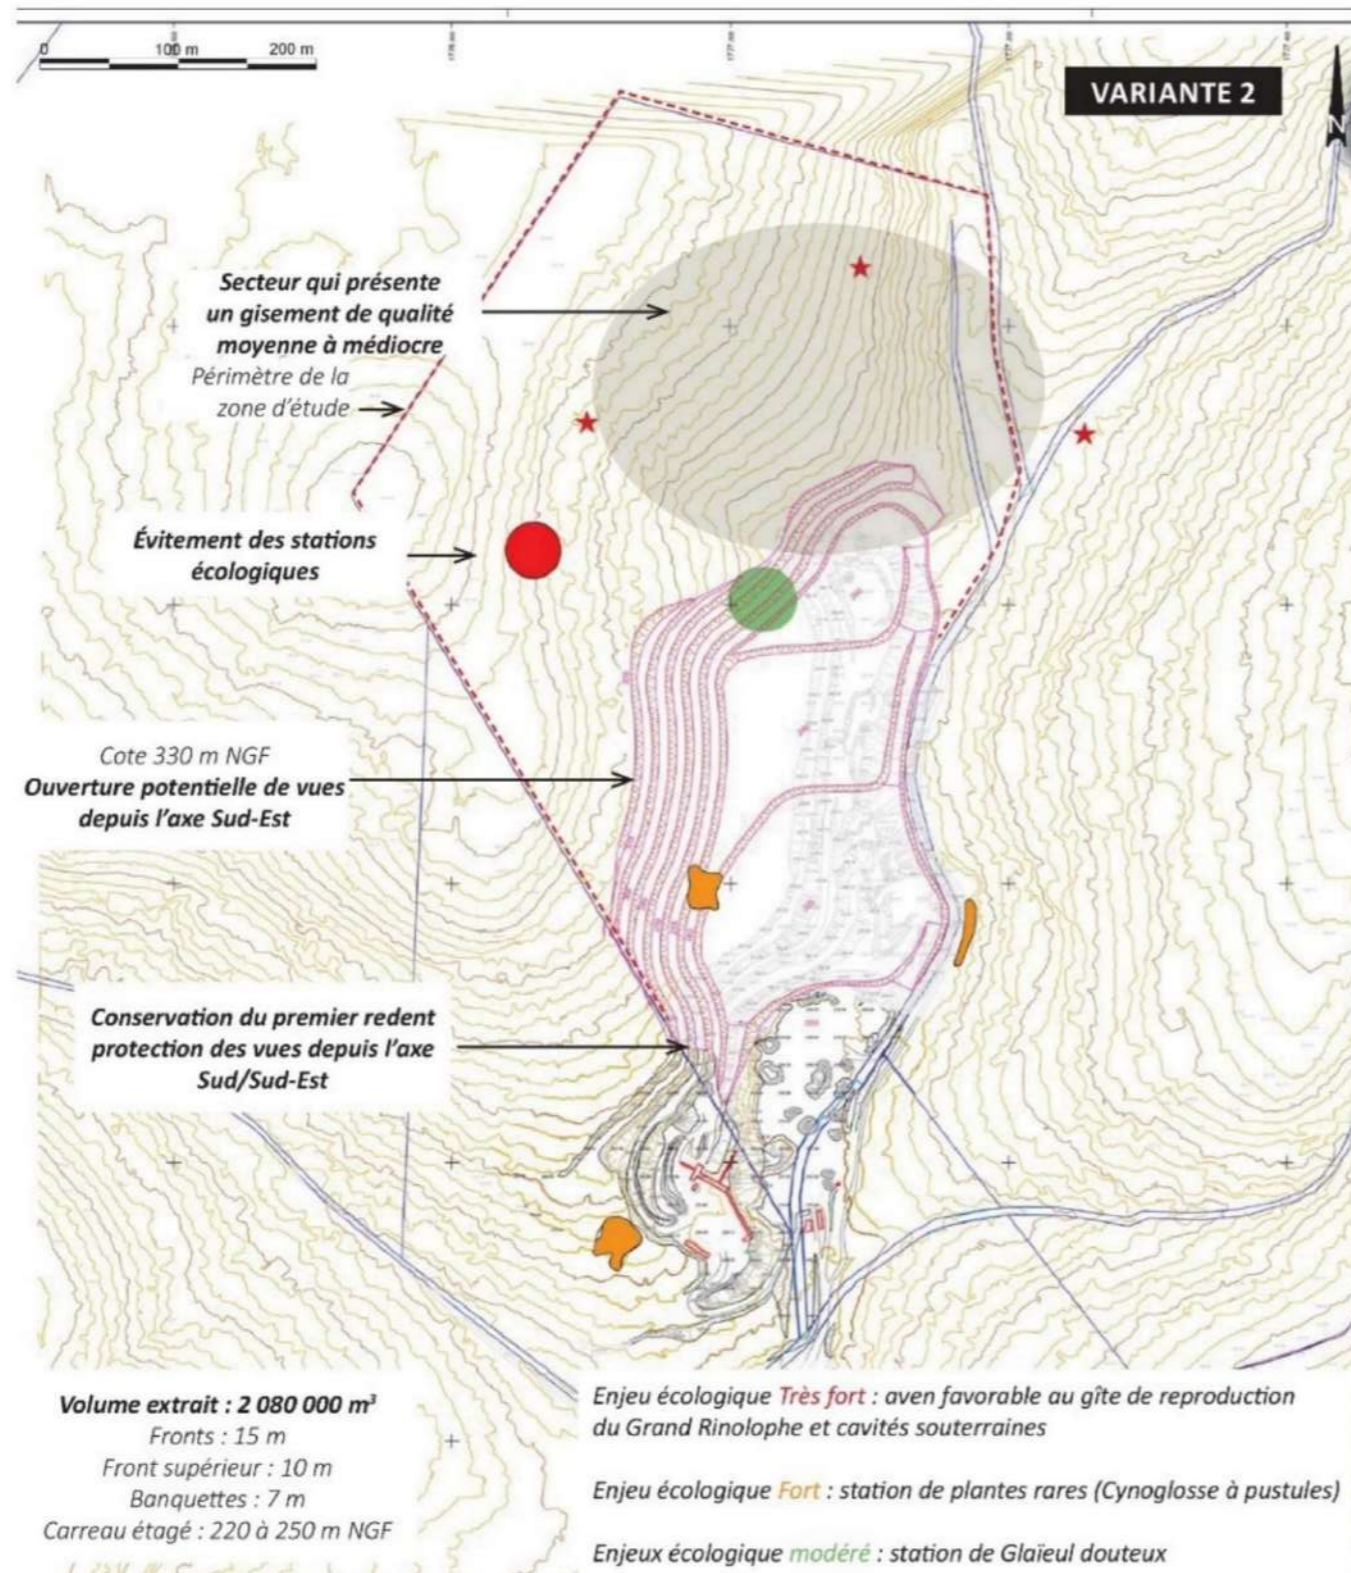 0 100 m 200 m
VARIANTE 2
N
Secteur qui présente
un gisement de qualité
moyenne à médiocre
Périmètre de la
zone d'étude
Évitement des stations
écologiques
Cote 330 m NGF
Ouverture potentielle de vues
depuis l'axe Sud-Est
Conservation du premier redent
protection des vues depuis l'axe
Sud/Sud-Est
Volume extrait : 2 080 000 m³
Fronts : 15 m
Front supérieur : 10 m
Banquettes : 7 m
Carreau étagé : 220 à 250 m NGF
Enjeu écologique Très fort : aven favorable au gîte de reproduction
du Grand Rinolophe et cavités souterraines
Enjeu écologique Fort : station de plantes rares (Cynoglosse à pustules)
Enjeux écologique modéré : station de Glaïeul douteux